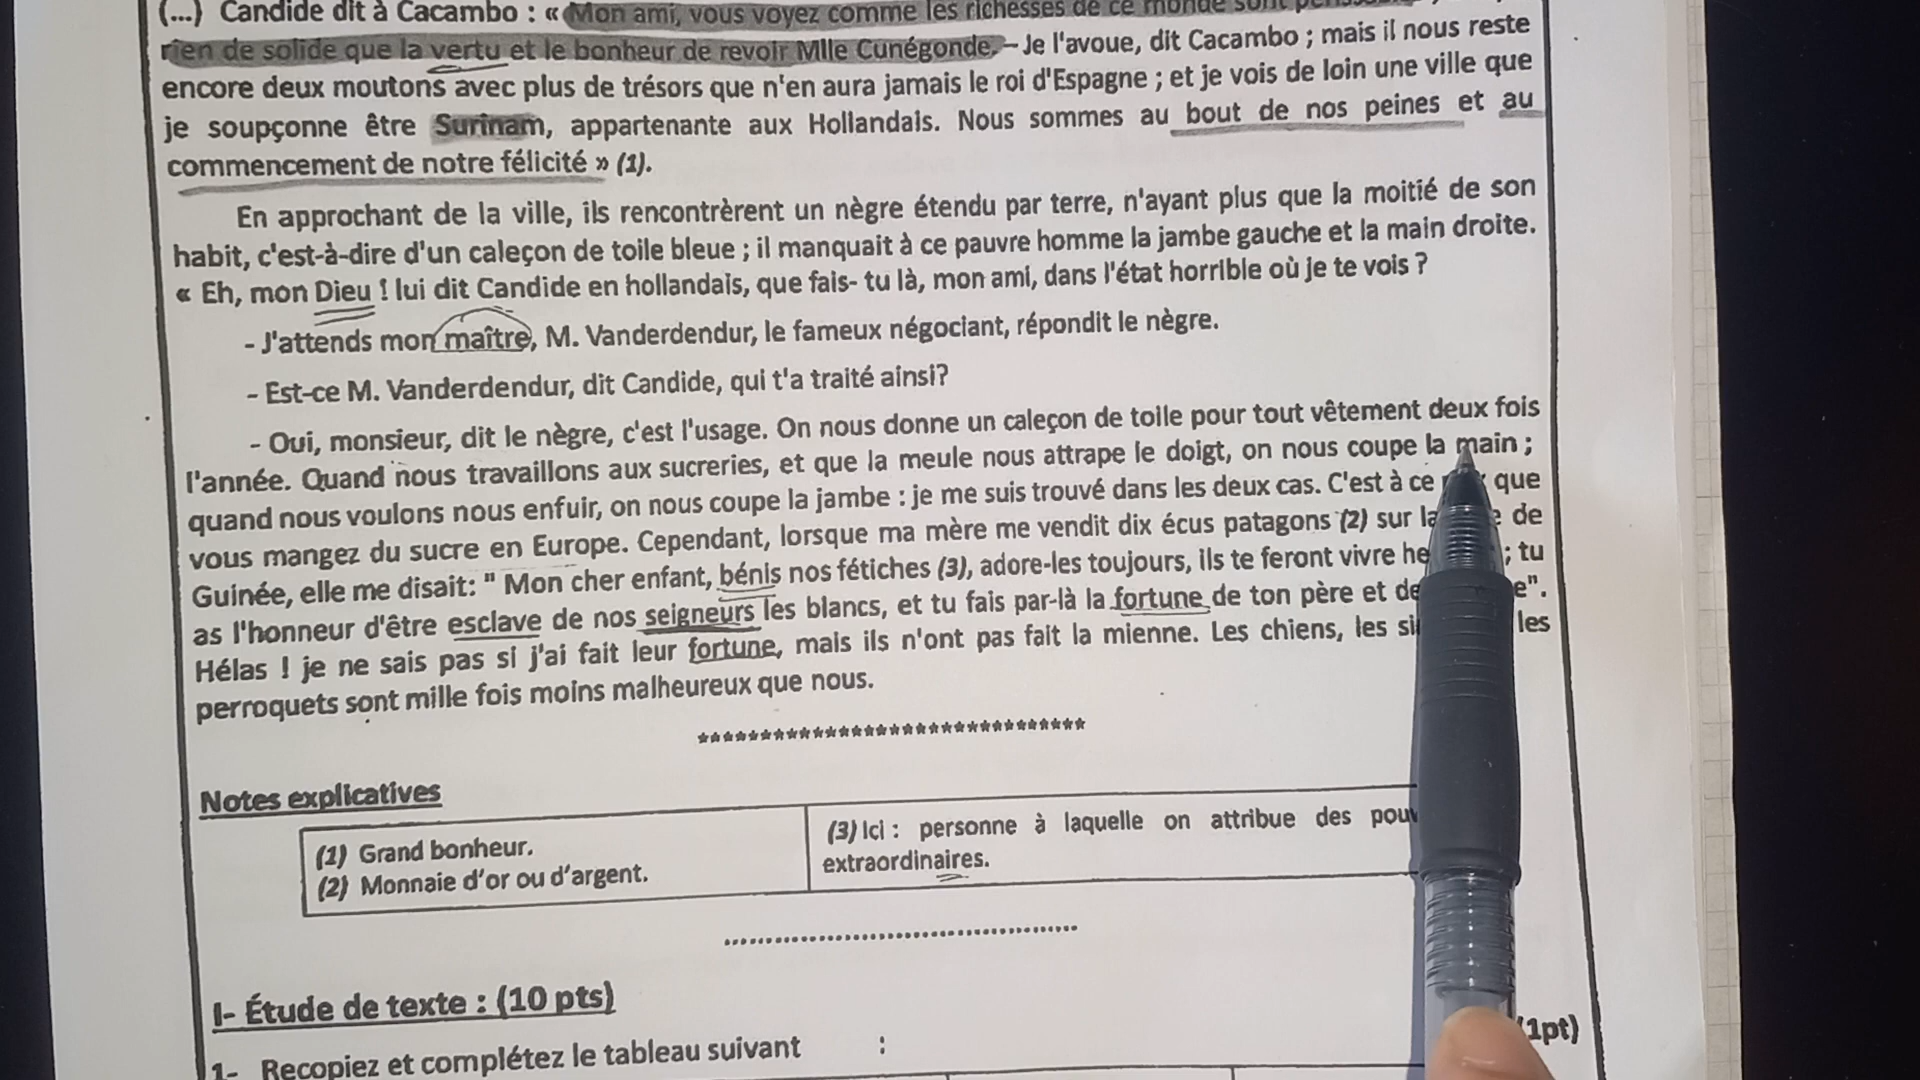 (...) Candide dit à Cacambo : « Mon ami, vous voyez comme les richesses de ce monde sont
rien de solide que la vertu et le bonheur de revoir Mlle Cunégonde. – Je l'avoue, dit Cacambo ; mais il nous reste
encore deux moutons avec plus de trésors que n'en aura jamais le roi d'Espagne ; et je vois de loin une ville que
je soupçonne être Surinam, appartenante aux Hollandais. Nous sommes au bout de nos peines et au
commencement de notre félicité » (1).
En approchant de la ville, ils rencontrèrent un nègre étendu par terre, n'ayant plus que la moitié de son
habit, c'est-à-dire d'un caleçon de toile bleue ; il manquait à ce pauvre homme la jambe gauche et la main droite.
« Eh, mon Dieu ! lui dit Candide en hollandais, que fais- tu là, mon ami, dans l'état horrible où je te vois ?
- J'attends mon maître, M. Vanderdendur, le fameux négociant, répondit le nègre.
- Est-ce M. Vanderdendur, dit Candide, qui t'a traité ainsi?
- Oui, monsieur, dit le nègre, c'est l'usage. On nous donne un caleçon de toile pour tout vêtement deux fois
l'année. Quand nous travaillons aux sucreries, et que la meule nous attrape le doigt, on nous coupe la main ;
quand nous voulons nous enfuir, on nous coupe la jambe : je me suis trouvé dans les deux cas. C'est à ce que
vous mangez du sucre en Europe. Cependant, lorsque ma mère me vendit dix écus patagons (2) sur la de
Guinée, elle me disait: " Mon cher enfant, bénis nos fétiches (3), adore-les toujours, ils te feront vivre ; tu
as l'honneur d'être esclave de nos seigneurs les blancs, et tu fais par-là la fortune de ton père et de e".
Hélas ! je ne sais pas si j'ai fait leur fortune, mais ils n'ont pas fait la mienne. Les chiens, les les
perroquets sont mille fois moins malheureux que nous.
*******************************
Notes explicatives
(1) Grand bonheur.
(2) Monnaie d'or ou d'argent.
(3) Ici : personne à laquelle on attribue des
extraordinaires.
I- Étude de texte : (10 pts)
1- Recopiez et complétez le tableau suivant : (1pt)